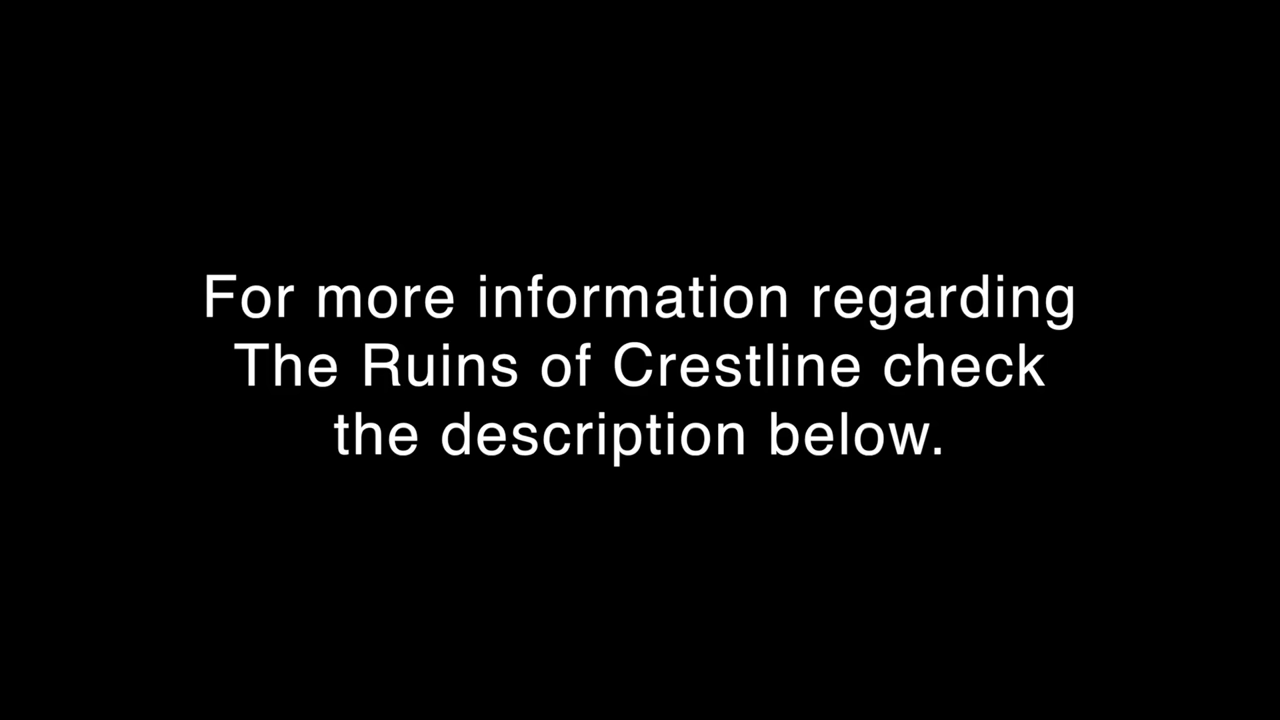 For more information regarding
The Ruins of Crestline check
the description below.